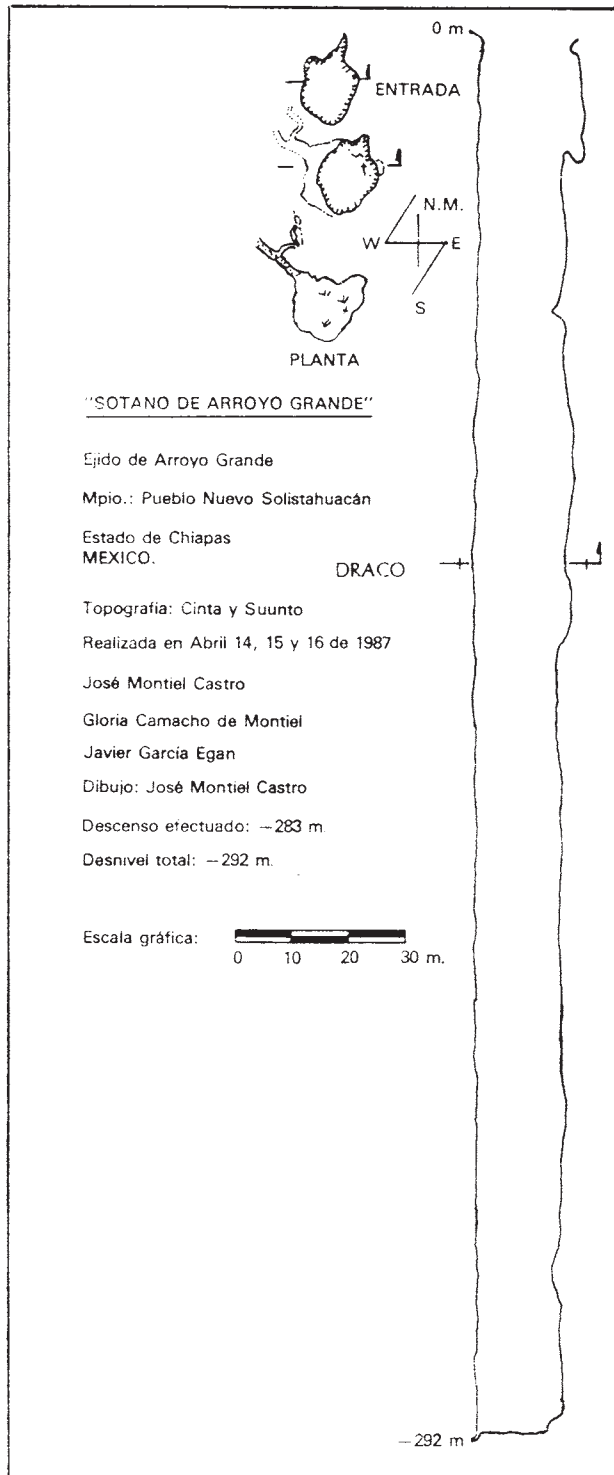 0 m
ENTRADA
N.M.
W E
S
PLANTA
"SOTANO DE ARROYO GRANDE"
Ejido de Arroyo Grande
Mpio.: Pueblo Nuevo Solistahuacán
Estado de Chiapas
MEXICO.
DRACO
Topografía: Cinta y Suunto
Realizada en Abril 14, 15 y 16 de 1987
José Montiel Castro
Gloria Camacho de Montiel
Javier García Egan
Dibujo: José Montiel Castro
Descenso efectuado: −283 m.
Desnivel total: −292 m.
Escala gráfica:
0 10 20 30 m.
−292 m